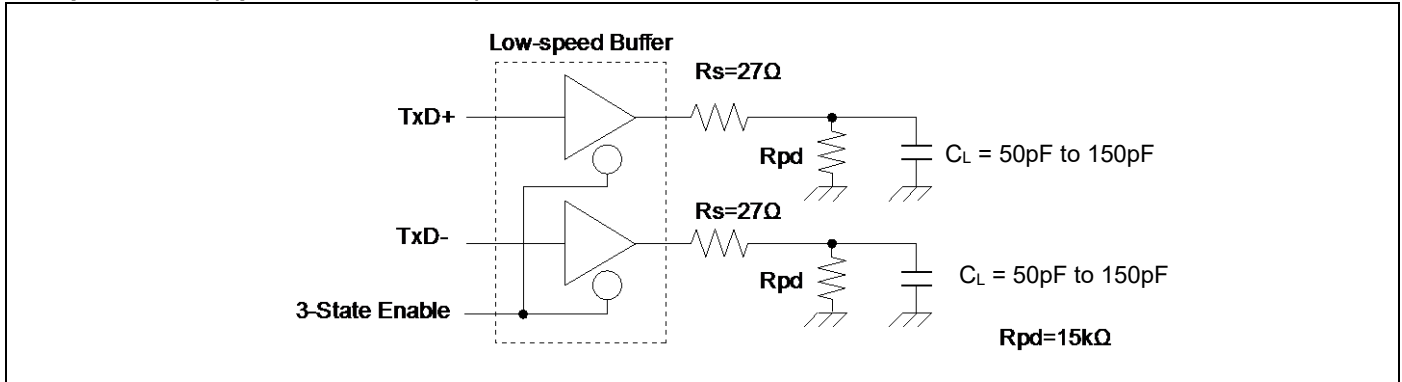 Low-speed Buffer
Rs=27Ω
TxD+
Rpd
CL = 50pF to 150pF
Rs=27Ω
TxD-
Rpd
CL = 50pF to 150pF
3-State Enable
Rpd=15kΩ